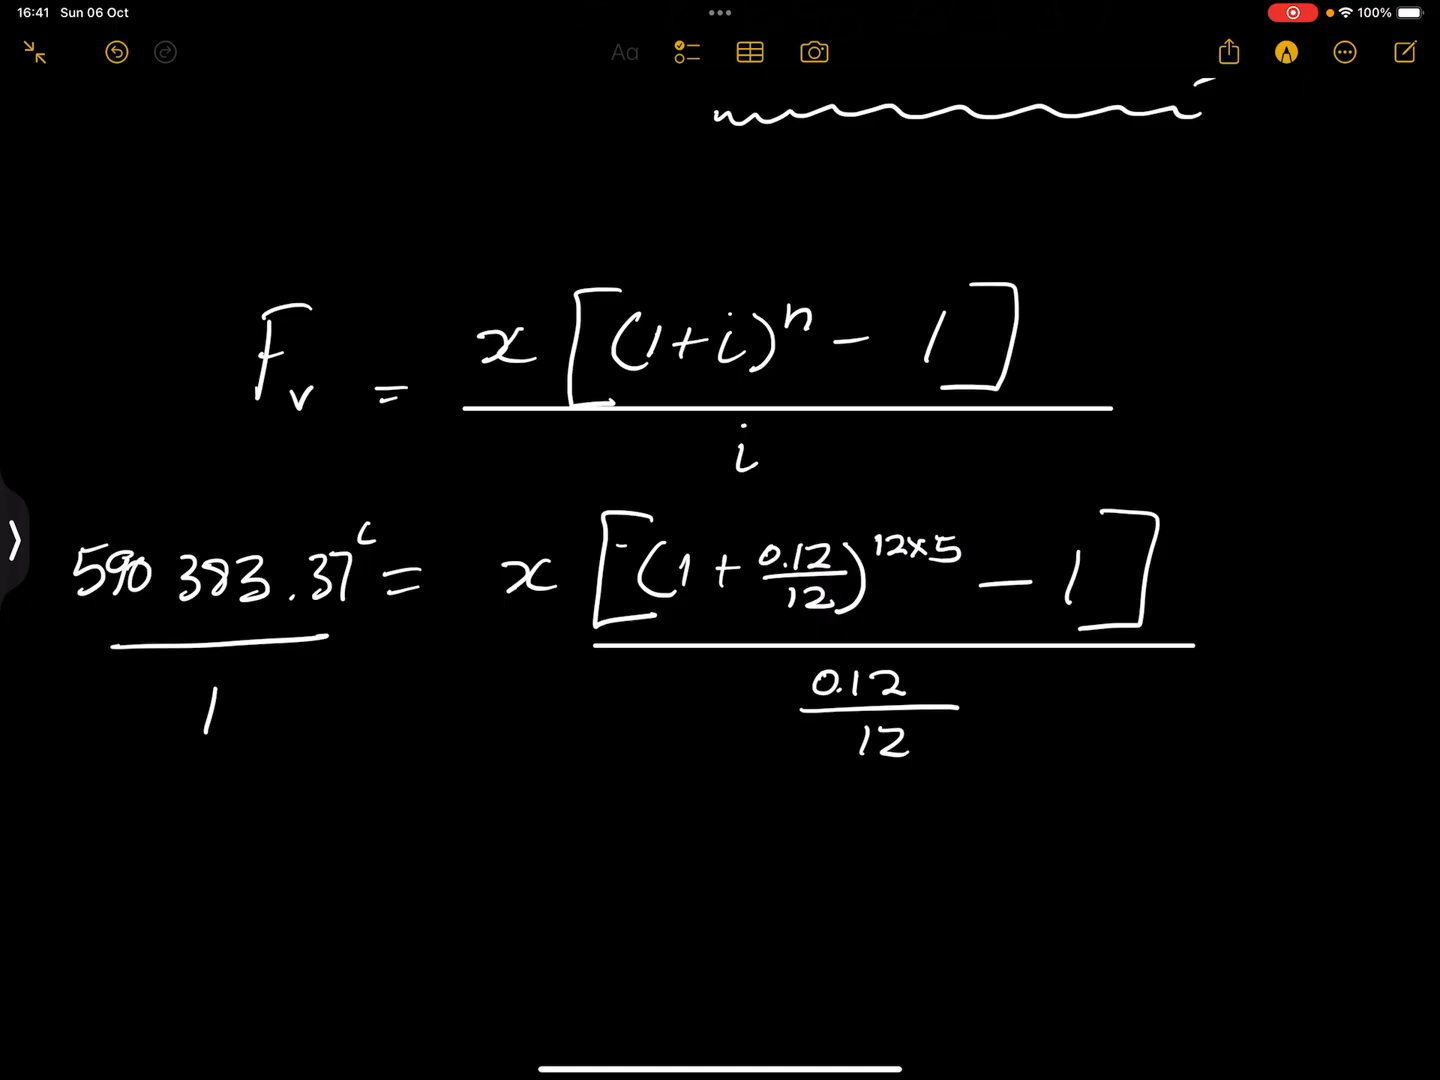 16:41 Sun 06 Oct 100%
Aa
Fv = x[(1+i)^n - 1]
i
590 383.37 = x[(1 + 0.12/12)^12×5 - 1]
1
0.12
12